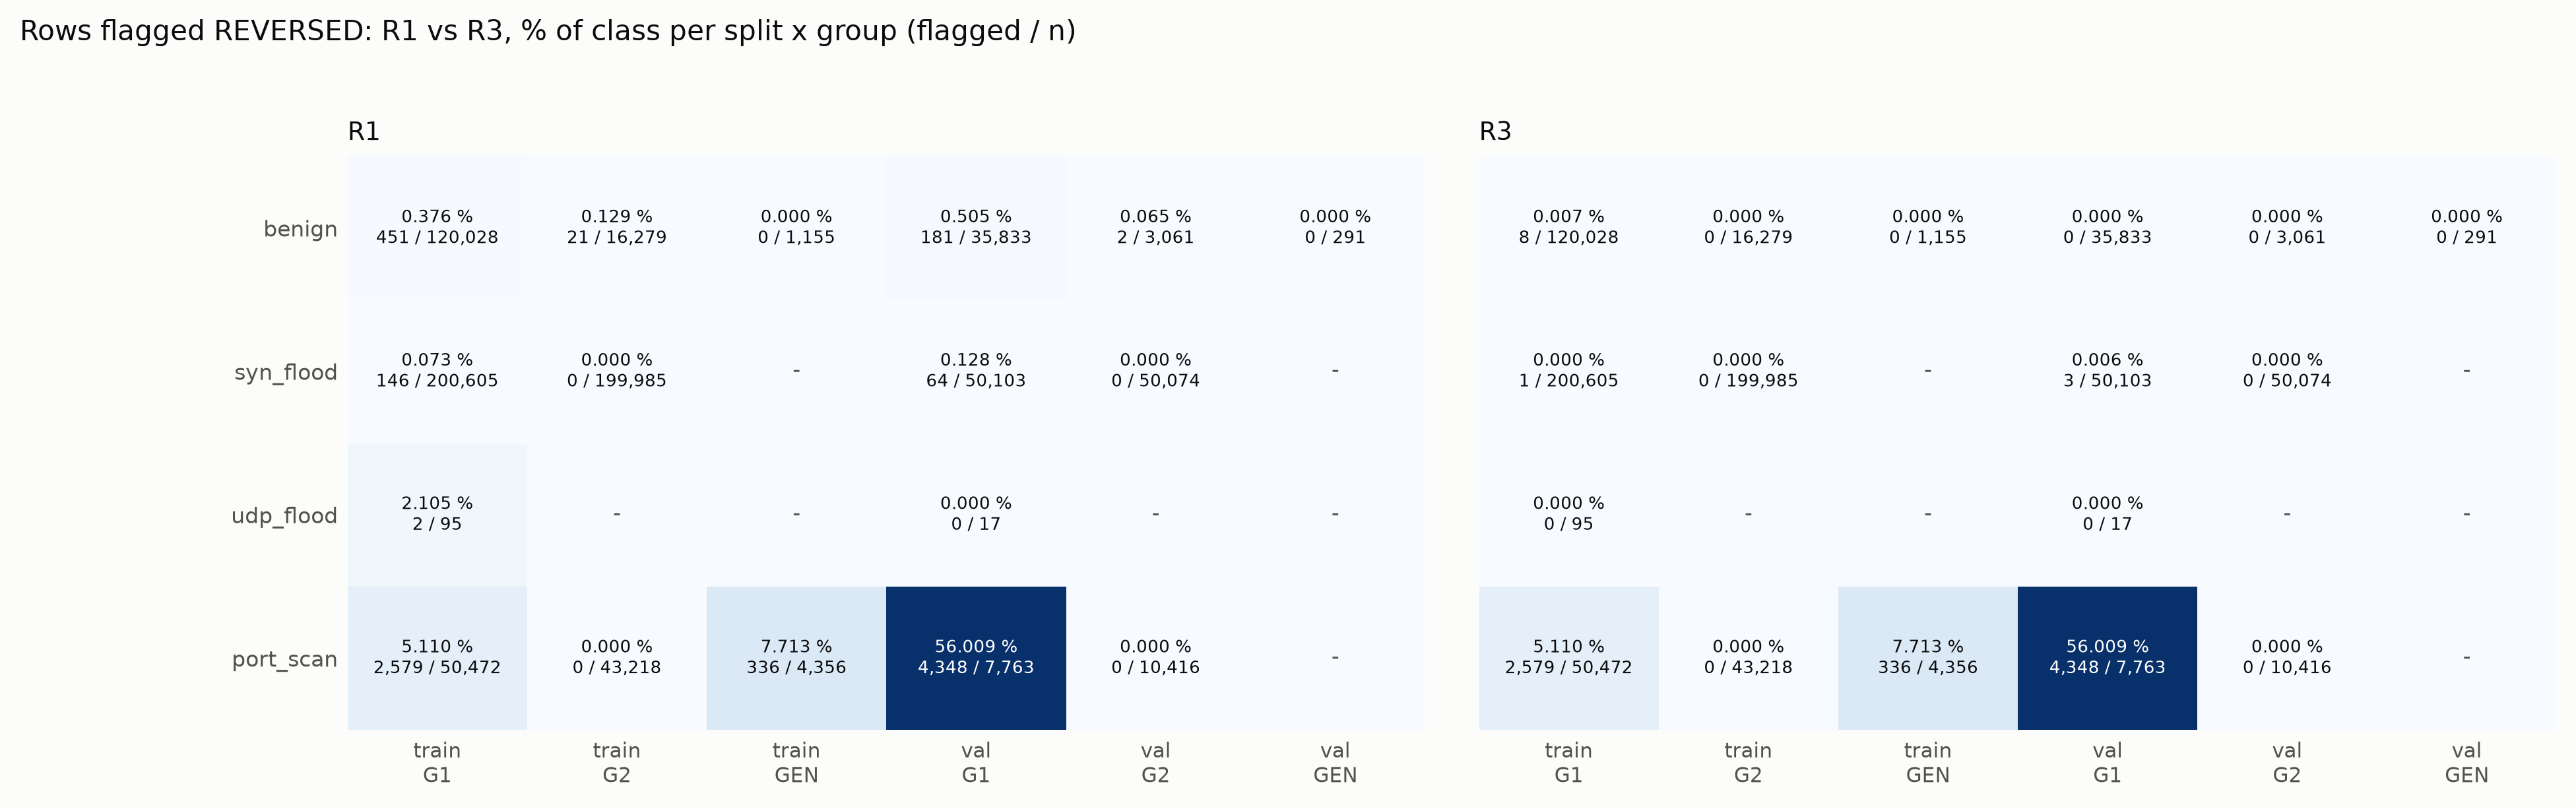 Rows flagged REVERSED: R1 vs R3, % of class per split x group (flagged / n)
R1
benign
0.376 %
451 / 120,028
0.129 %
21 / 16,279
0.000 %
0 / 1,155
0.505 %
181 / 35,833
0.065 %
2 / 3,061
0.000 %
0 / 291
syn_flood
0.073 %
146 / 200,605
0.000 %
0 / 199,985
-
0.128 %
64 / 50,103
0.000 %
0 / 50,074
-
udp_flood
2.105 %
2 / 95
-
-
0.000 %
0 / 17
-
-
port_scan
5.110 %
2,579 / 50,472
0.000 %
0 / 43,218
7.713 %
336 / 4,356
56.009 %
4,348 / 7,763
0.000 %
0 / 10,416
-
train
G1
train
G2
train
GEN
val
G1
val
G2
val
GEN
R3
0.007 %
8 / 120,028
0.000 %
0 / 16,279
0.000 %
0 / 1,155
0.000 %
0 / 35,833
0.000 %
0 / 3,061
0.000 %
0 / 291
0.000 %
1 / 200,605
0.000 %
0 / 199,985
-
0.006 %
3 / 50,103
0.000 %
0 / 50,074
-
0.000 %
0 / 95
-
-
0.000 %
0 / 17
-
-
5.110 %
2,579 / 50,472
0.000 %
0 / 43,218
7.713 %
336 / 4,356
56.009 %
4,348 / 7,763
0.000 %
0 / 10,416
-
train
G1
train
G2
train
GEN
val
G1
val
G2
val
GEN